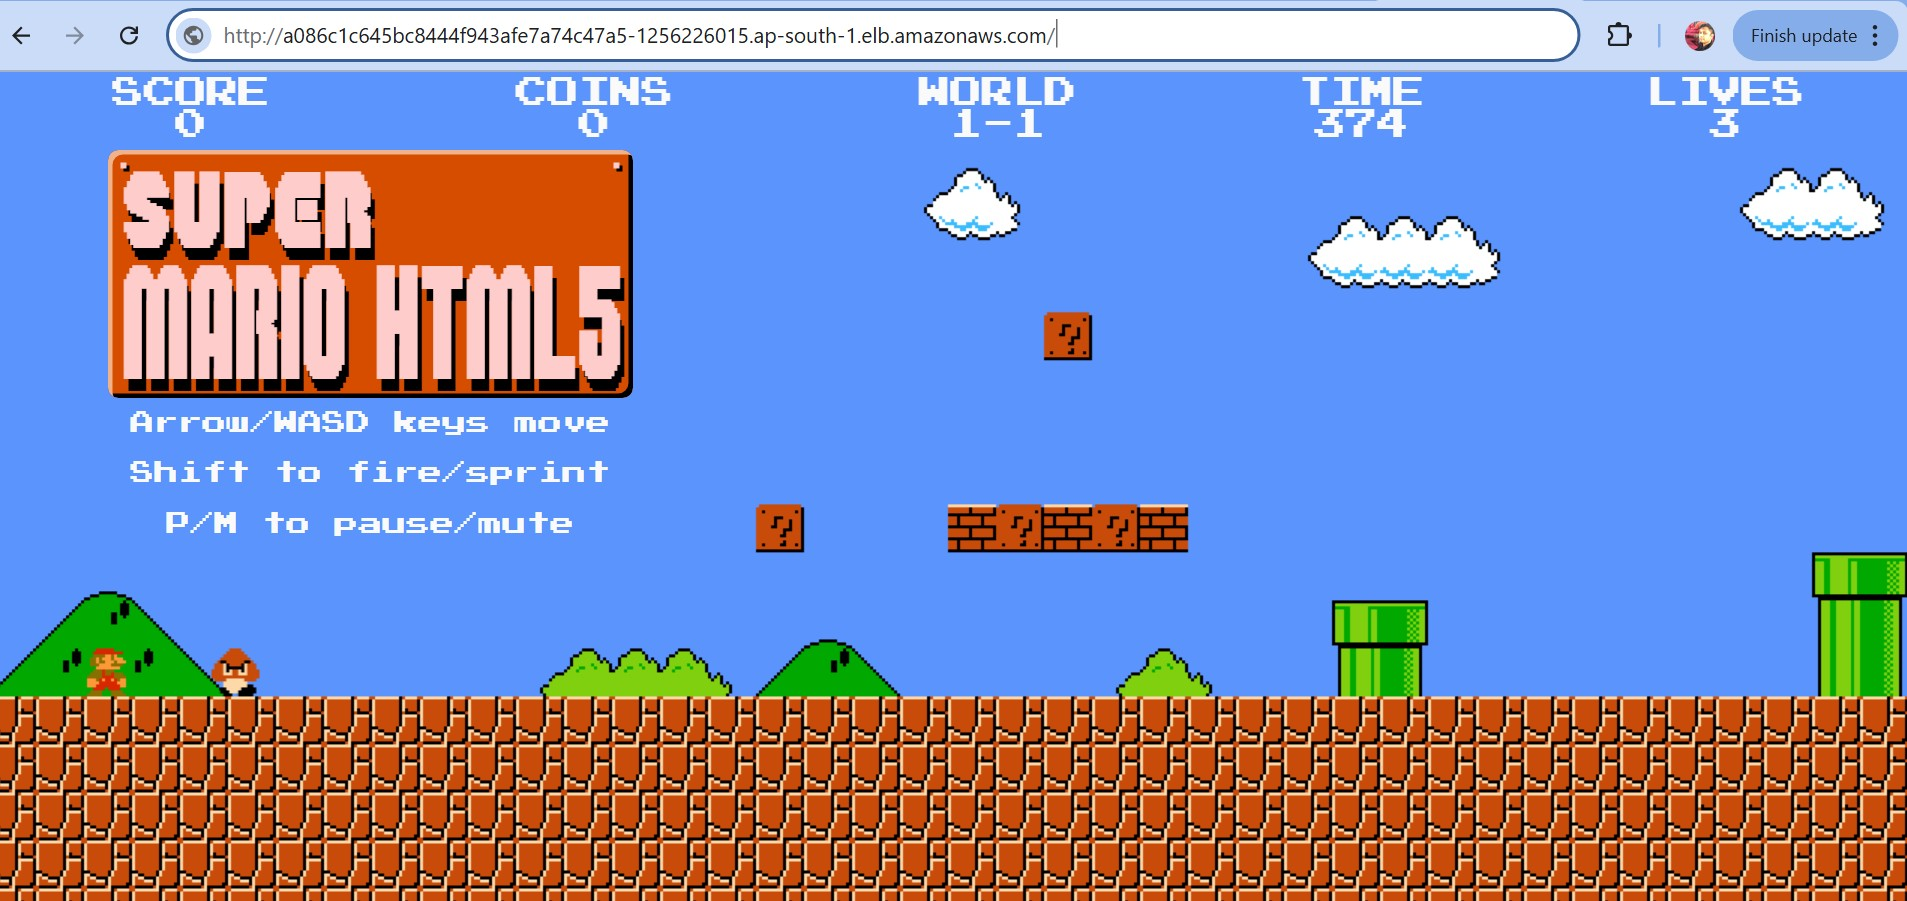 http://a086c1c645bc8444f943afe7a74c47a5-1256226015.ap-south-1.elb.amazonaws.com/
Finish update
SCORE COINS WORLD TIME LIVES
0 0 1-1 374 3
SUPER
MARIO HTML5
Arrow/WASD keys move
Shift to fire/sprint
P/M to pause/mute
?
? ? ?